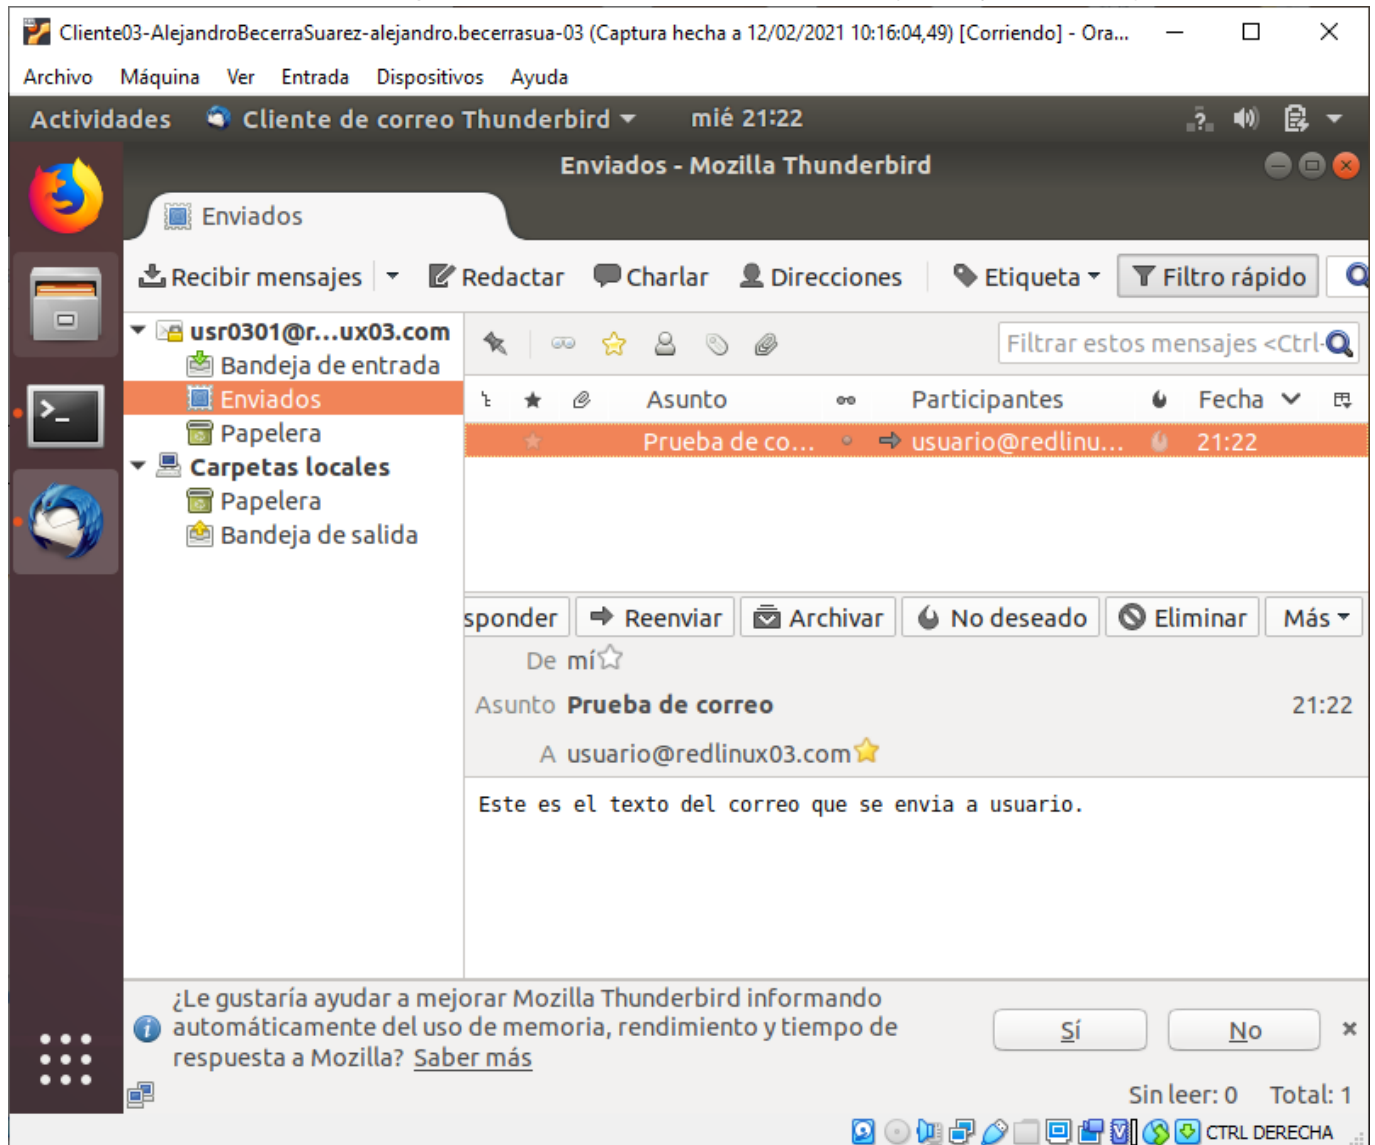 Cliente03-AlejandroBecerraSuarez-alejandro.becerrasua-03 (Captura hecha a 12/02/2021 10:16:04,49) [Corriendo] - Ora...
Archivo Máquina Ver Entrada Dispositivos Ayuda
Actividades Cliente de correo Thunderbird mié 21:22
Enviados - Mozilla Thunderbird
Enviados
Recibir mensajes Redactar Charlar Direcciones Etiqueta Filtro rápido
usr0301@r...ux03.com
Bandeja de entrada
Enviados
Papelera
Carpetas locales
Papelera
Bandeja de salida
Filtrar estos mensajes <Ctrl-
Asunto Participantes Fecha
Prueba de co... usuario@redlinu... 21:22
sponder Reenviar Archivar No deseado Eliminar Más
De mí
Asunto Prueba de correo 21:22
A usuario@redlinux03.com
Este es el texto del correo que se envia a usuario.
¿Le gustaría ayudar a mejorar Mozilla Thunderbird informando
automáticamente del uso de memoria, rendimiento y tiempo de
respuesta a Mozilla? Saber más
Sí No
Sin leer: 0 Total: 1
CTRL DERECHA